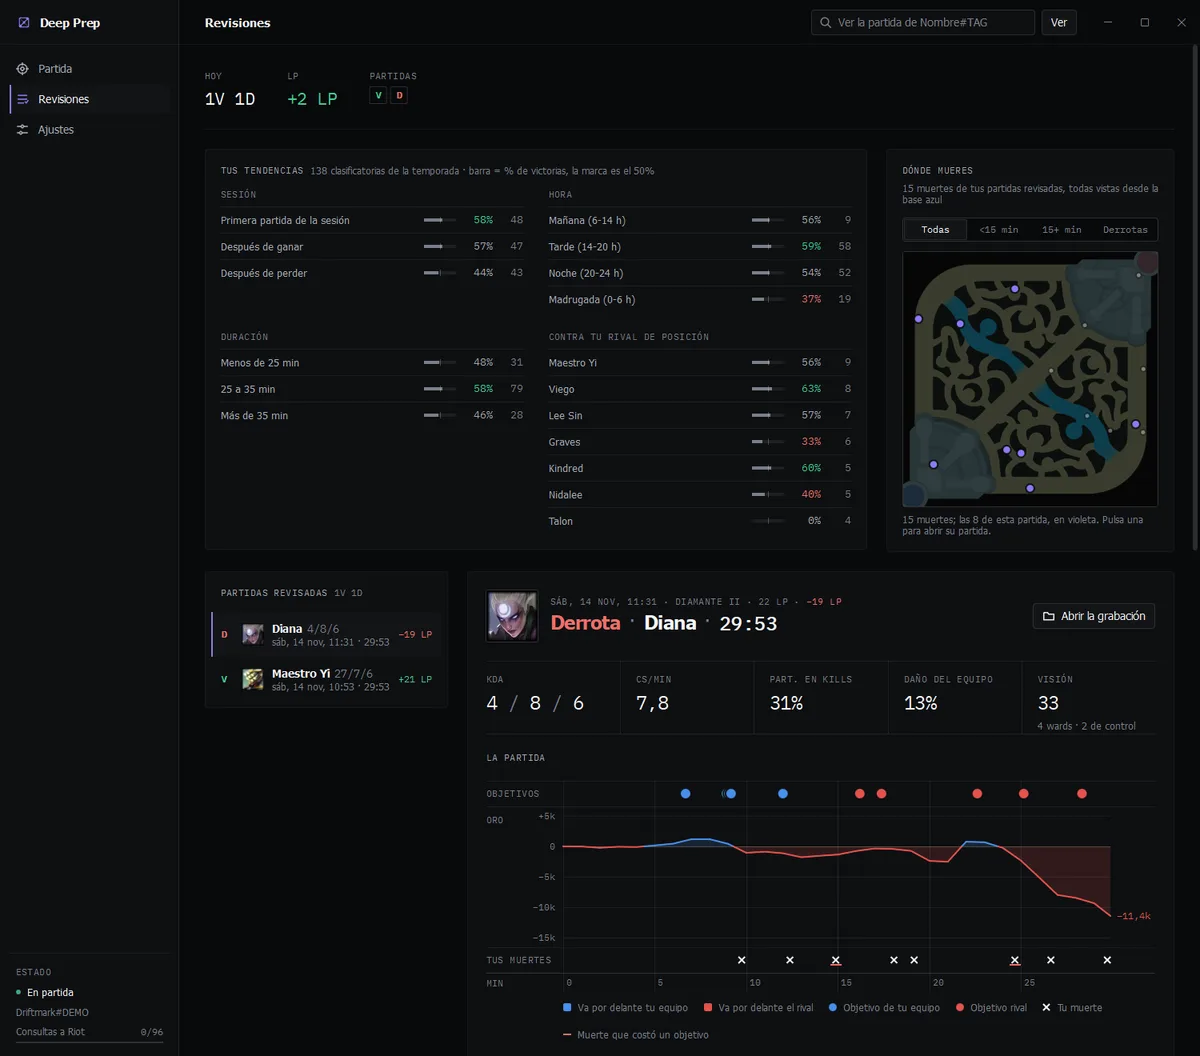 Deep Prep
Revisiones
Ver la partida de Nombre#TAG
Ver
Partida
Revisiones
Ajustes
HOY
1V 1D
LP
+2 LP
PARTIDAS
V D
TUS TENDENCIAS 138 clasificatorias de la temporada · barra = % de victorias, la marca es el 50%
SESIÓN
Primera partida de la sesión 58% 48
Después de ganar 57% 47
Después de perder 44% 43
HORA
Mañana (6-14 h) 56% 9
Tarde (14-20 h) 59% 58
Noche (20-24 h) 54% 52
Madrugada (0-6 h) 37% 19
DURACIÓN
Menos de 25 min 48% 31
25 a 35 min 58% 79
Más de 35 min 46% 28
CONTRA TU RIVAL DE POSICIÓN
Maestro Yi 56% 9
Viego 63% 8
Lee Sin 57% 7
Graves 33% 6
Kindred 60% 5
Nidalee 40% 5
Talon 0% 4
DÓNDE MUERES
15 muertes de tus partidas revisadas, todas vistas desde la
base azul
Todas <15 min 15+ min Derrotas
15 muertes; las 8 de esta partida, en violeta. Pulsa una
para abrir su partida.
PARTIDAS REVISADAS 1V 1D
D Diana 4/8/6 −19 LP
sáb, 14 nov, 11:31 · 29:53
V Maestro Yi 27/7/6 +21 LP
sáb, 14 nov, 10:53 · 29:53
SÁB, 14 NOV, 11:31 · DIAMANTE II · 22 LP · −19 LP
Derrota · Diana · 29:53
Abrir la grabación
KDA
4 / 8 / 6
CS/MIN
7,8
PART. EN KILLS
31%
DAÑO DEL EQUIPO
13%
VISIÓN
33
4 wards · 2 de control
LA PARTIDA
OBJETIVOS
ORO
+5k
0
−5k
−10k
−15k
−11,4k
TUS MUERTES
MIN 0 5 10 15 20 25
Va por delante tu equipo Va por delante el rival Objetivo de tu equipo Objetivo rival Tu muerte
Muerte que costó un objetivo
ESTADO
En partida
Driftmark#DEMO
Consultas a Riot 0/96